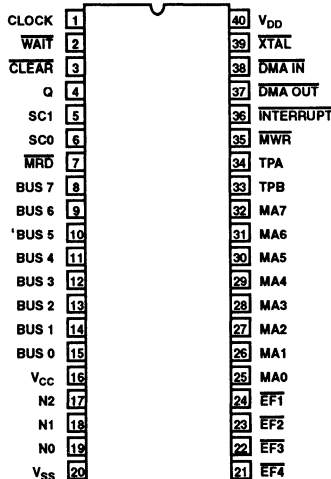 CLOCK 1 40 VDD
WAIT 2 39 XTAL
CLEAR 3 38 DMA IN
Q 4 37 DMA OUT
SC1 5 36 INTERRUPT
SC0 6 35 MWR
MRD 7 34 TPA
BUS 7 8 33 TPB
BUS 6 9 32 MA7
'BUS 5 10 31 MA6
BUS 4 11 30 MA5
BUS 3 12 29 MA4
BUS 2 13 28 MA3
BUS 1 14 27 MA2
BUS 0 15 26 MA1
VCC 16 25 MA0
N2 17 24 EF1
N1 18 23 EF2
N0 19 22 EF3
VSS 20 21 EF4